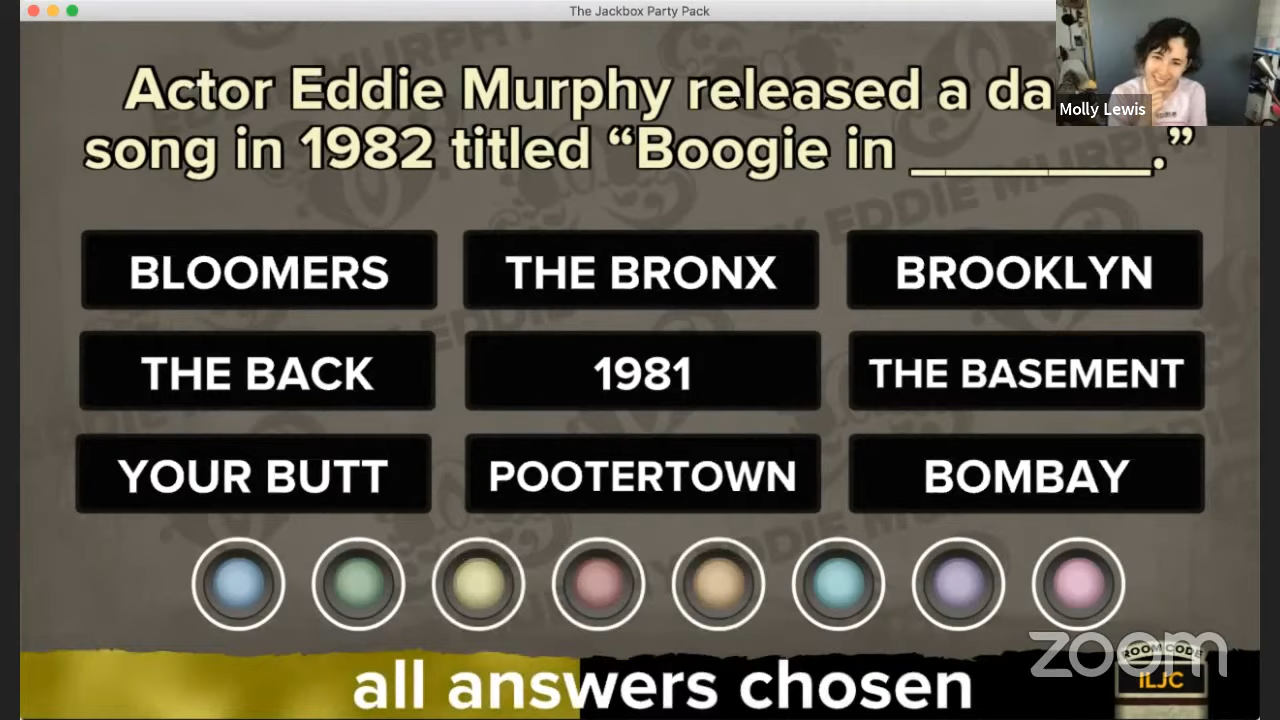 The Jackbox Party Pack
Actor Eddie Murphy released a da
song in 1982 titled “Boogie in ________.”
Molly Lewis
BLOOMERS
THE BRONX
BROOKLYN
THE BACK
1981
THE BASEMENT
YOUR BUTT
POOTERTOWN
BOMBAY
all answers chosen
zoom
ROOM CODE
ILJC